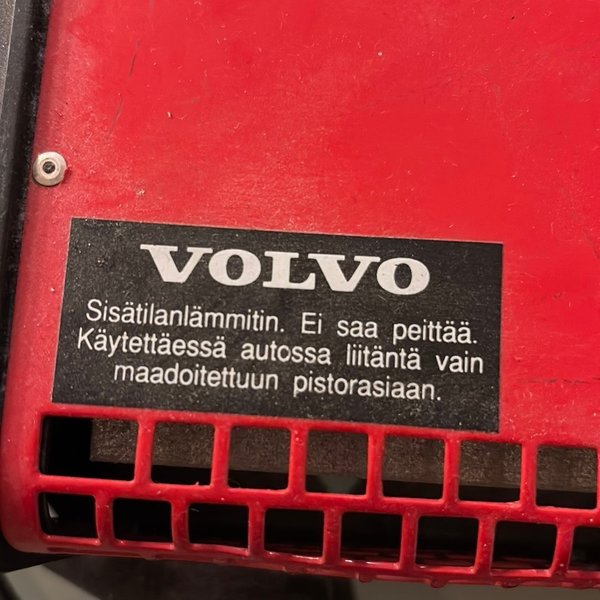 VOLVO
Sisätilanlämmitin. Ei saa peittää.
Käytettäessä autossa liitäntä vain
maadoitettuun pistorasiaan.